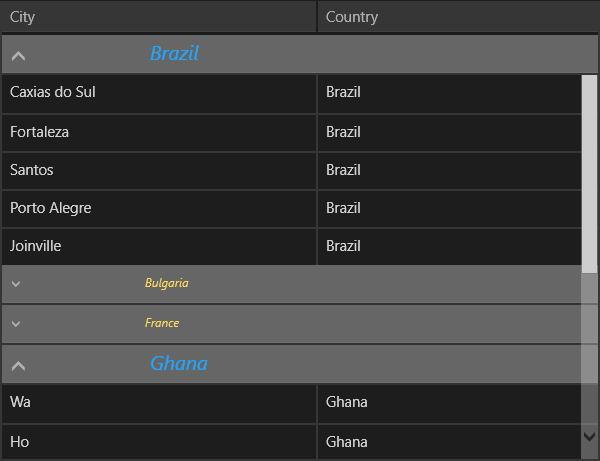 City Country
Brazil
Caxias do Sul Brazil
Fortaleza Brazil
Santos Brazil
Porto Alegre Brazil
Joinville Brazil
Bulgaria
France
Ghana
Wa Ghana
Ho Ghana